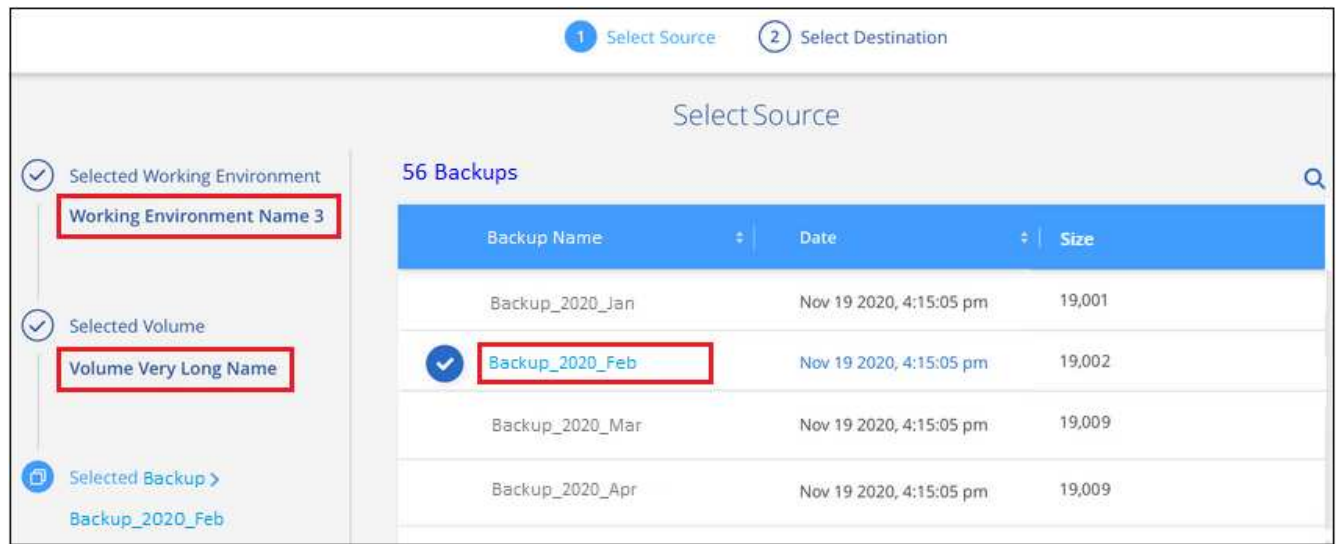 1 Select Source 2 Select Destination
Select Source
Selected Working Environment
Working Environment Name 3
Selected Volume
Volume Very Long Name
Selected Backup >
Backup_2020_Feb
56 Backups
Backup Name Date Size
Backup_2020_Jan Nov 19 2020, 4:15:05 pm 19,001
Backup_2020_Feb Nov 19 2020, 4:15:05 pm 19,002
Backup_2020_Mar Nov 19 2020, 4:15:05 pm 19,009
Backup_2020_Apr Nov 19 2020, 4:15:05 pm 19,009